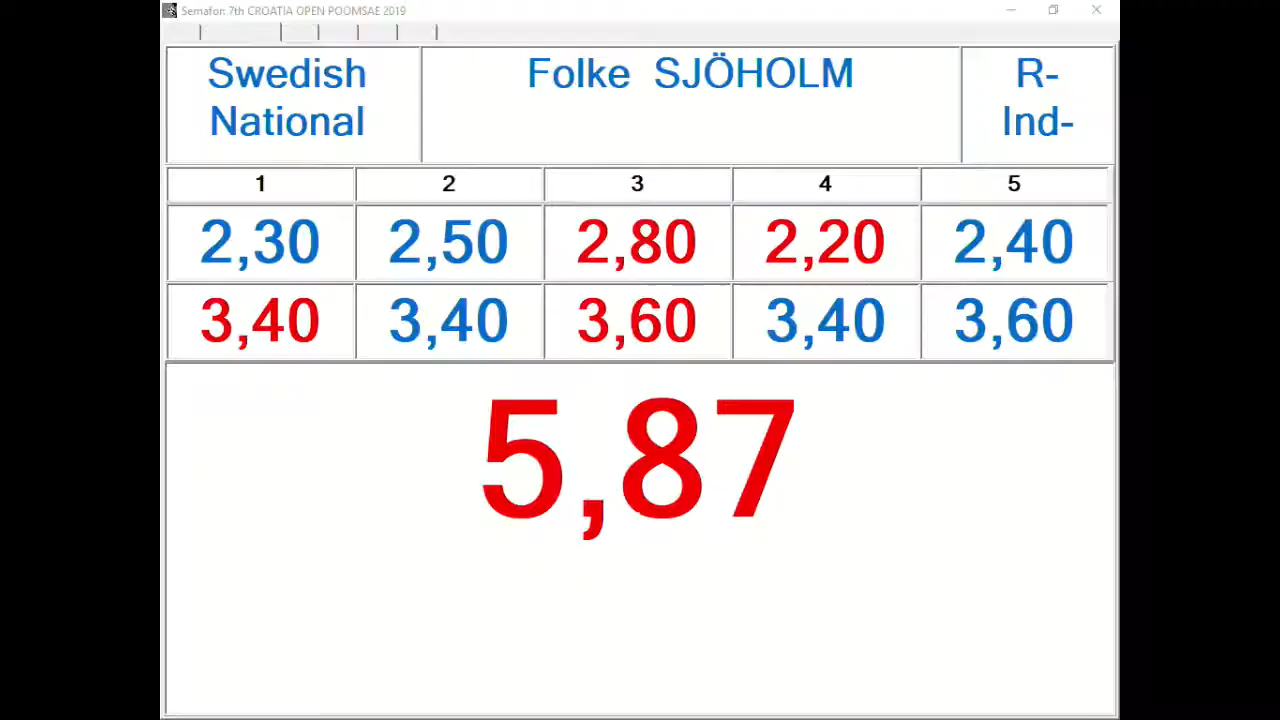 Semafor: 7th CROATIA OPEN POOMSAE 2019
Swedish National
Folke SJÖHOLM
R-Ind-
1 2 3 4 5
2,30 2,50 2,80 2,20 2,40
3,40 3,40 3,60 3,40 3,60
5,87